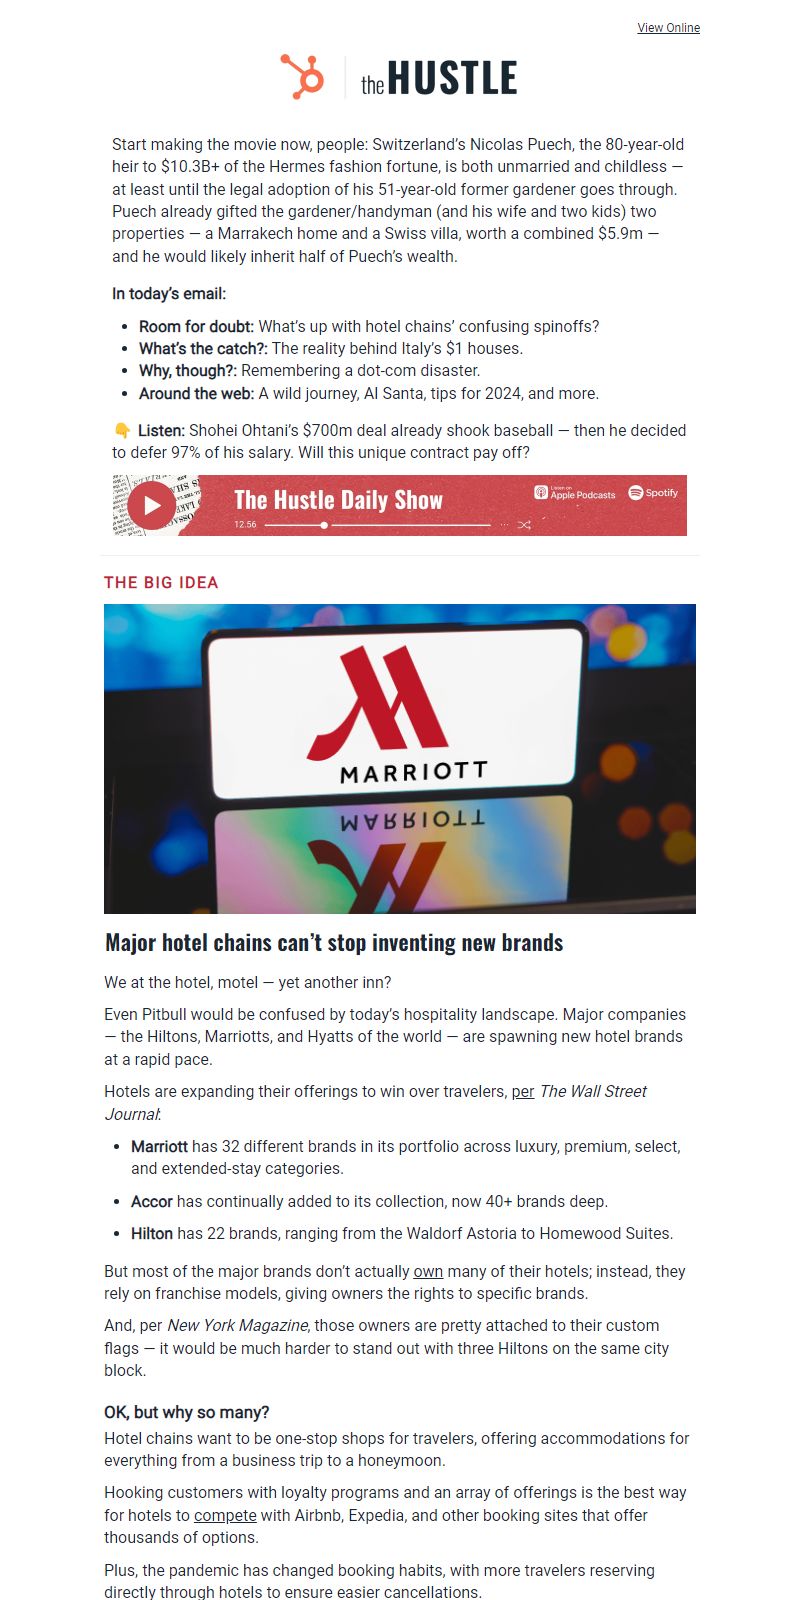 View Online
the HUSTLE
Start making the movie now, people: Switzerland’s Nicolas Puech, the 80-year-old
heir to $10.3B+ of the Hermes fashion fortune, is both unmarried and childless —
at least until the legal adoption of his 51-year-old former gardener goes through.
Puech already gifted the gardener/handyman (and his wife and two kids) two
properties — a Marrakech home and a Swiss villa, worth a combined $5.9m —
and he would likely inherit half of Puech’s wealth.
In today’s email:
• Room for doubt: What’s up with hotel chains’ confusing spinoffs?
• What’s the catch?: The reality behind Italy’s $1 houses.
• Why, though?: Remembering a dot-com disaster.
• Around the web: A wild journey, AI Santa, tips for 2024, and more.
👇 Listen: Shohei Ohtani’s $700m deal already shook baseball — then he decided
to defer 97% of his salary. Will this unique contract pay off?
The Hustle Daily Show
Listen on
Apple Podcasts
Spotify
12:56
THE BIG IDEA
MARRIOTT
MARRIOTT
Major hotel chains can’t stop inventing new brands
We at the hotel, motel — yet another inn?
Even Pitbull would be confused by today’s hospitality landscape. Major companies
— the Hiltons, Marriotts, and Hyatts of the world — are spawning new hotel brands
at a rapid pace.
Hotels are expanding their offerings to win over travelers, per The Wall Street
Journal:
• Marriott has 32 different brands in its portfolio across luxury, premium, select,
and extended-stay categories.
• Accor has continually added to its collection, now 40+ brands deep.
• Hilton has 22 brands, ranging from the Waldorf Astoria to Homewood Suites.
But most of the major brands don’t actually own many of their hotels; instead, they
rely on franchise models, giving owners the rights to specific brands.
And, per New York Magazine, those owners are pretty attached to their custom
flags — it would be much harder to stand out with three Hiltons on the same city
block.
OK, but why so many?
Hotel chains want to be one-stop shops for travelers, offering accommodations for
everything from a business trip to a honeymoon.
Hooking customers with loyalty programs and an array of offerings is the best way
for hotels to compete with Airbnb, Expedia, and other booking sites that offer
thousands of options.
Plus, the pandemic has changed booking habits, with more travelers reserving
directly through hotels to ensure easier cancellations.